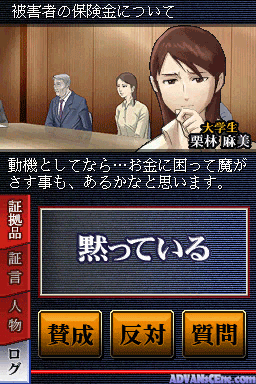 被害者の保険金について
大学生
栗林 麻美
動機としてなら…お金に困って魔が
さす事も、あるかなと思います。
証拠品
証言
人物
ログ
黙っている
賛成
反対
質問
ADVANSCENE.com